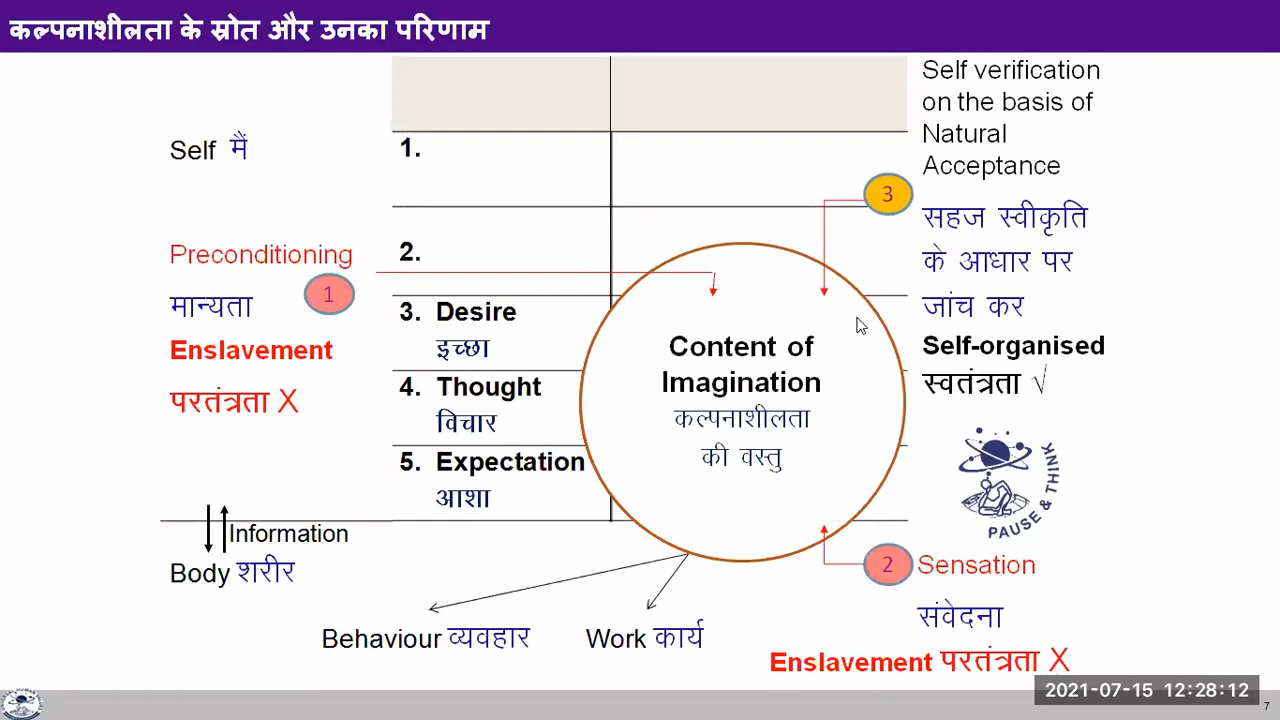 कल्पनाशीलता के स्रोत और उनका परिणाम
Self verification
on the basis of
Natural
Acceptance
Self मैं
1.
3
सहज स्वीकृति
के आधार पर
जांच कर
Preconditioning
2.
मान्यता
1
3. Desire
इच्छा
Content of
Imagination
कल्पनाशीलता
की वस्तु
Self-organised
स्वतंत्रता √
Enslavement
परतंत्रता X
4. Thought
विचार
5. Expectation
आशा
PAUSE & THINK
Information
Body शरीर
2 Sensation
संवेदना
Behaviour व्यवहार
Work कार्य
Enslavement परतंत्रता X
2021-07-15 12:28:12
7